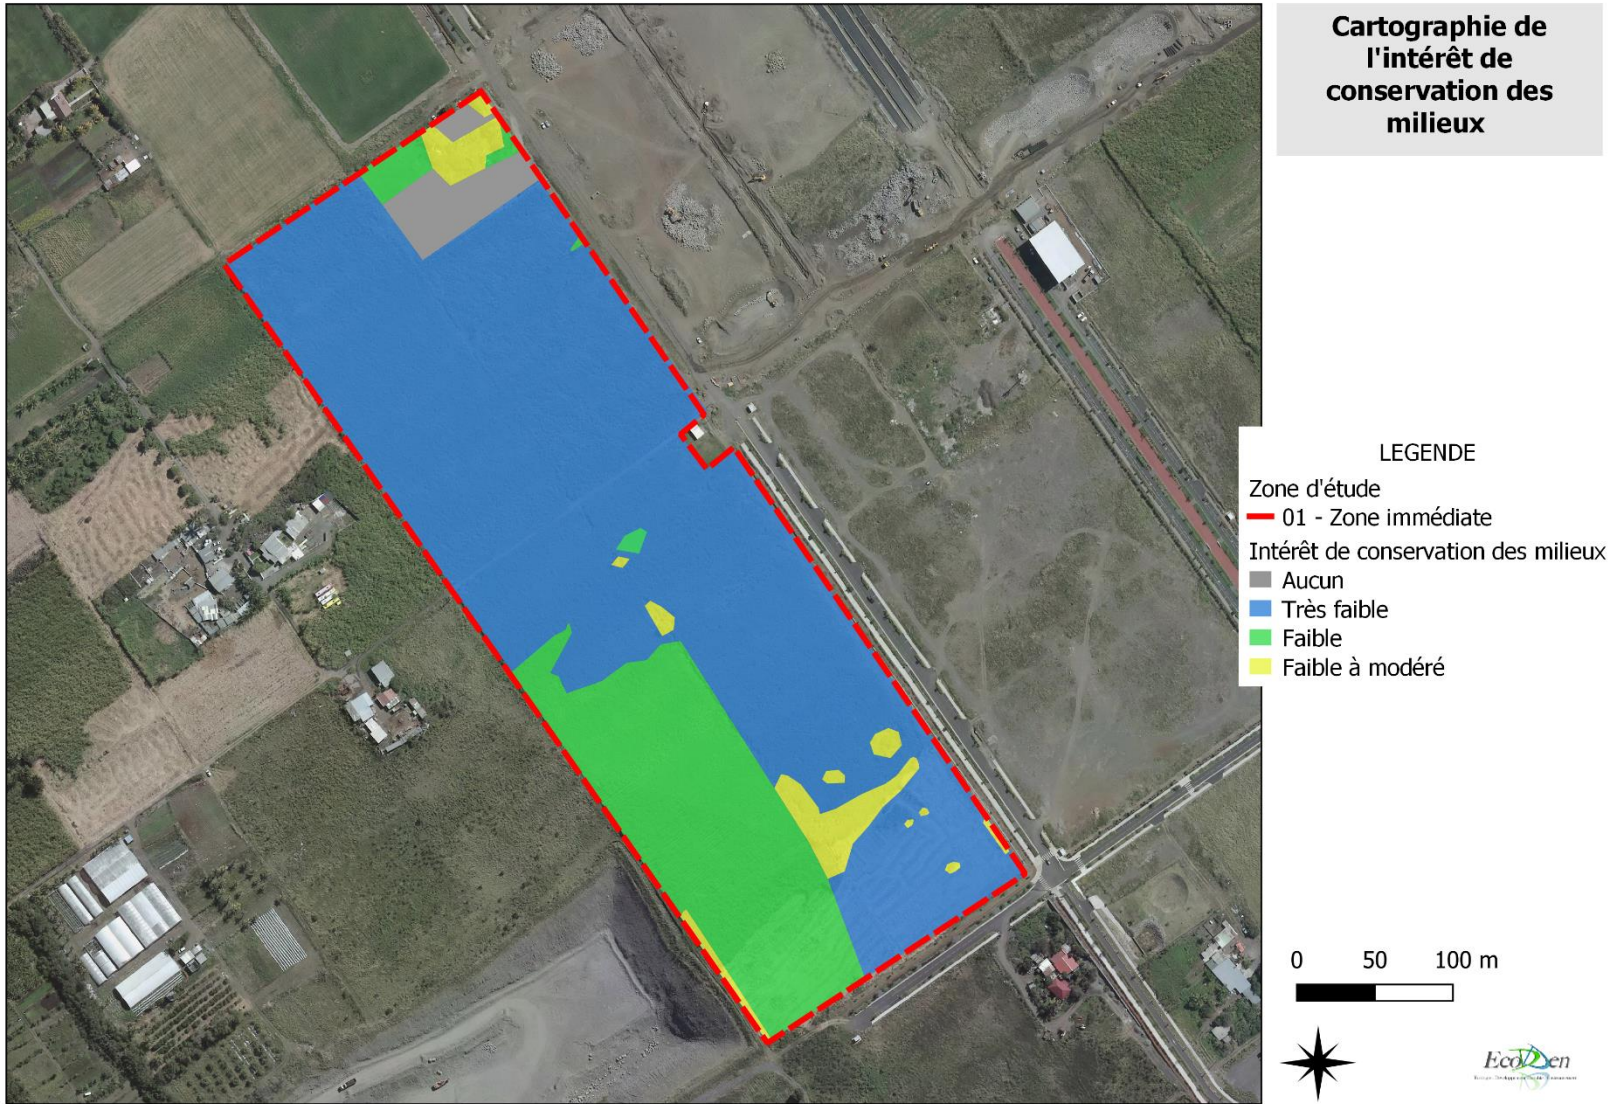 Cartographie de
l'intérêt de
conservation des
milieux
LEGENDE
Zone d'étude
01 - Zone immédiate
Intérêt de conservation des milieux
Aucun
Très faible
Faible
Faible à modéré
0 50 100 m